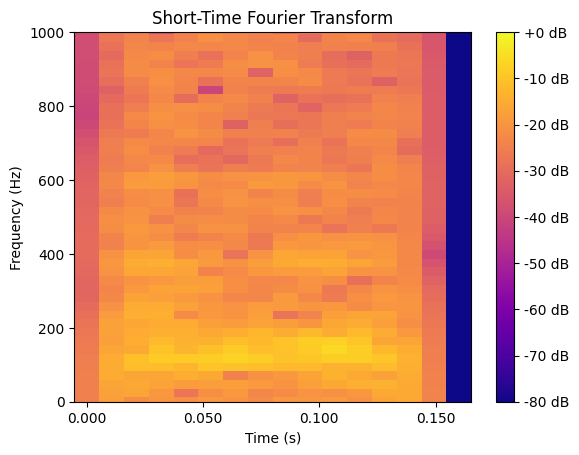 Short-Time Fourier Transform
1000
800
600
400
200
0
Frequency (Hz)
0.000
0.050
0.100
0.150
Time (s)
+0 dB
-10 dB
-20 dB
-30 dB
-40 dB
-50 dB
-60 dB
-70 dB
-80 dB